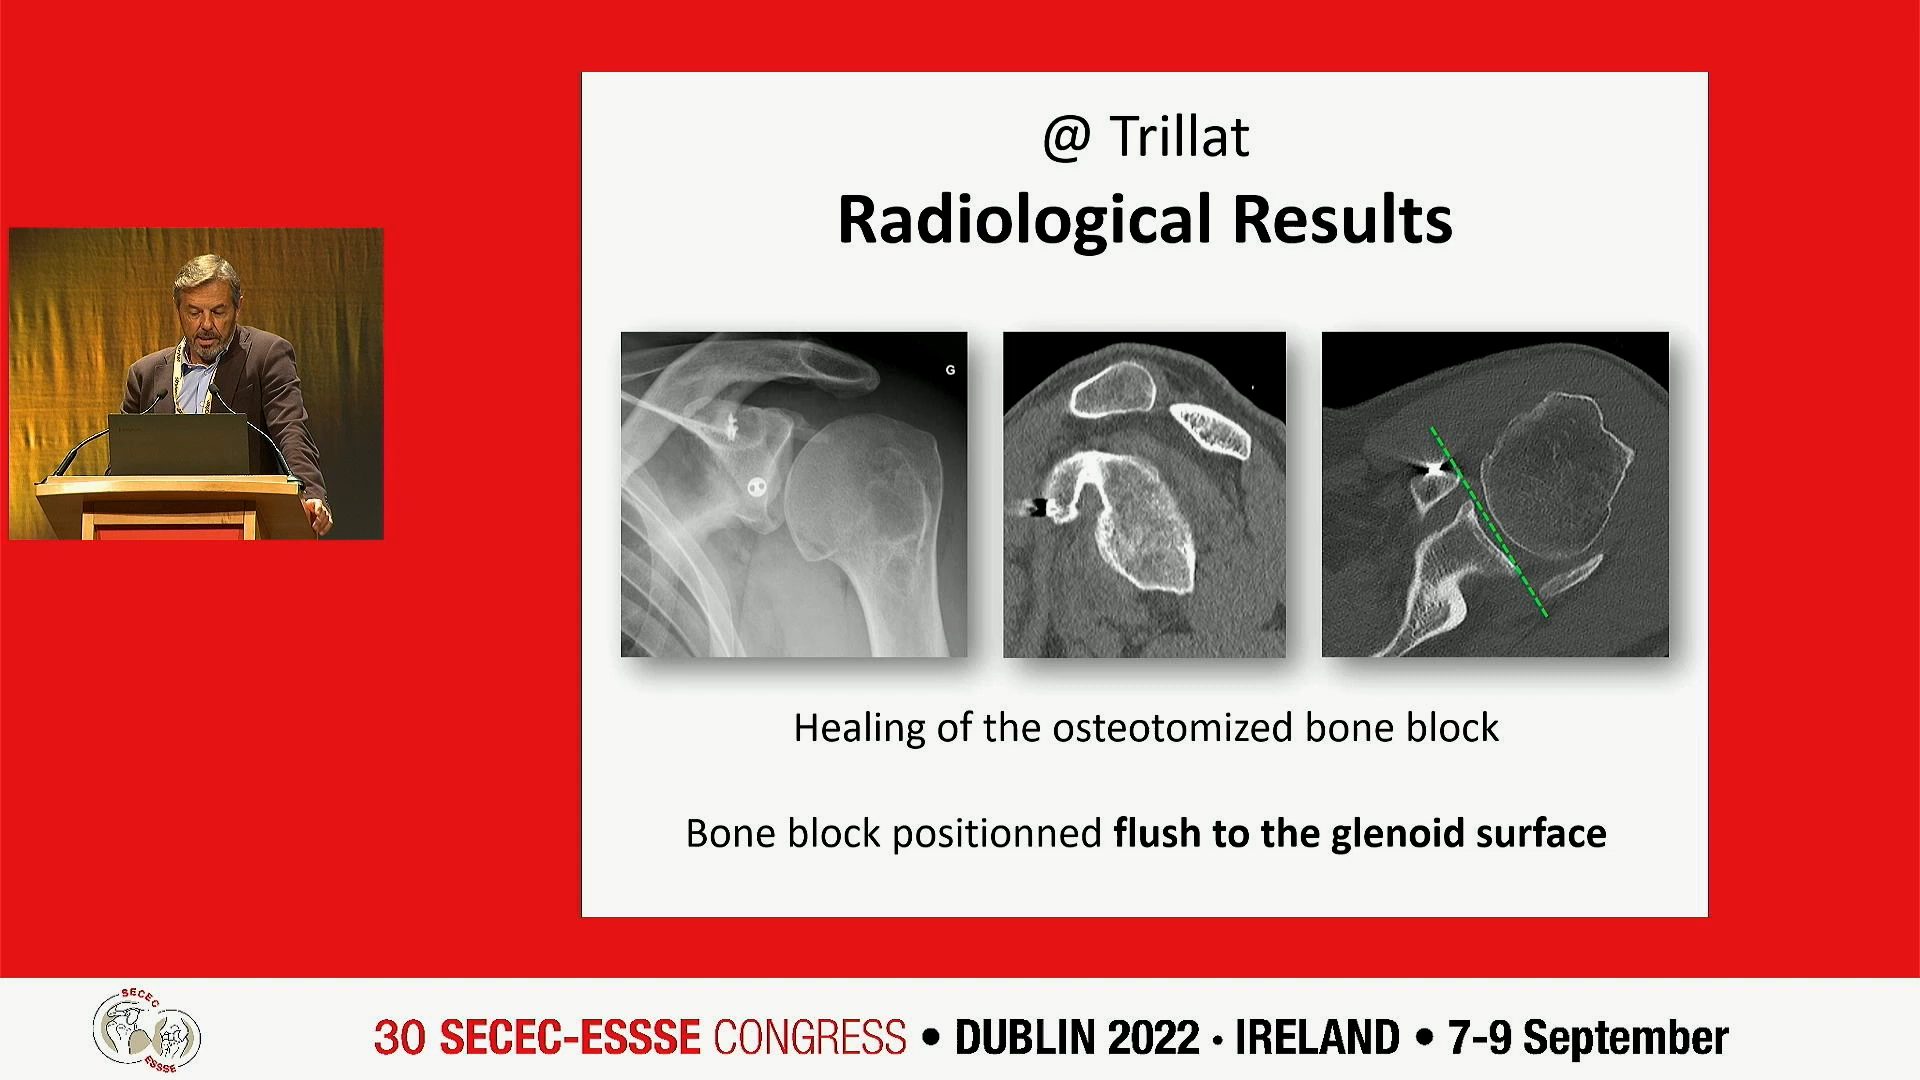 @ Trillat
Radiological Results
G
Healing of the osteotomized bone block
Bone block positionned flush to the glenoid surface
SECEC
ESSSE
30 SECEC-ESSSE CONGRESS • DUBLIN 2022 • IRELAND • 7-9 September